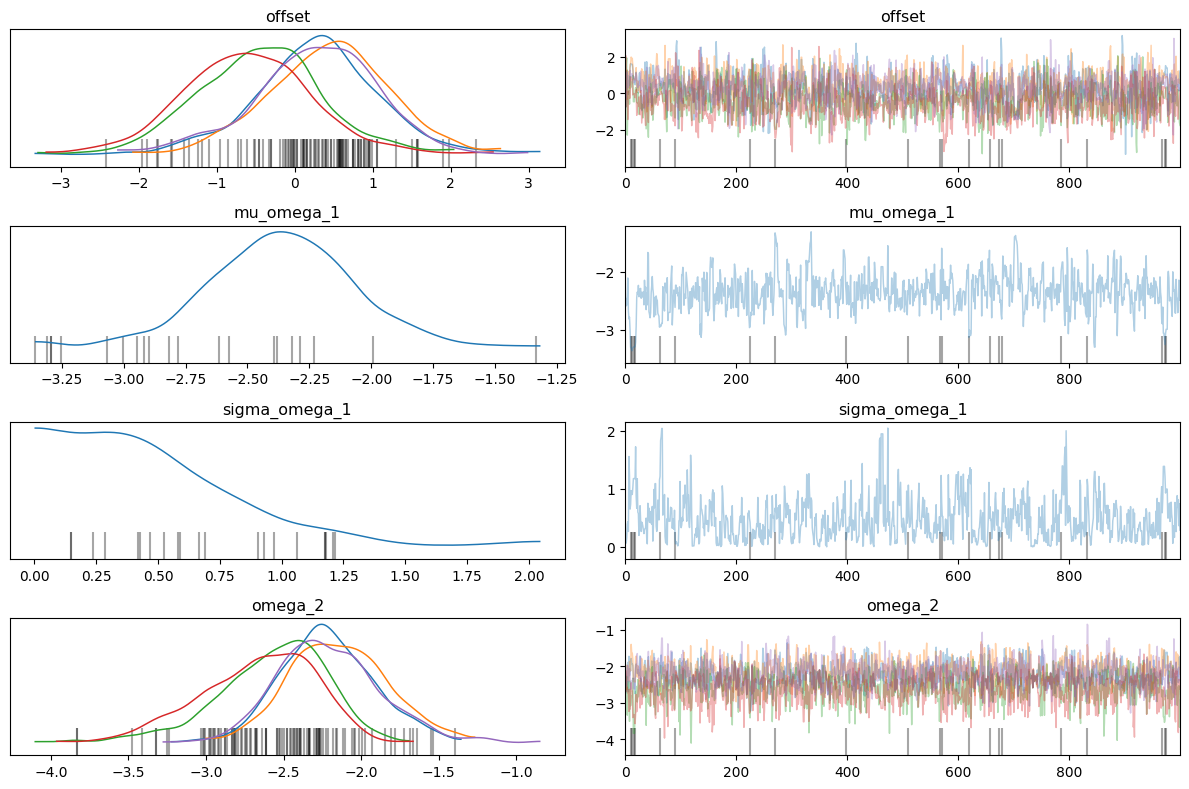 offset
offset
−3 −2 −1 0 1 2 3
2
0
−2
0 200 400 600 800
mu_omega_1
mu_omega_1
−3.25 −3.00 −2.75 −2.50 −2.25 −2.00 −1.75 −1.50 −1.25
−2
−3
0 200 400 600 800
sigma_omega_1
sigma_omega_1
0.00 0.25 0.50 0.75 1.00 1.25 1.50 1.75 2.00
2
1
0
0 200 400 600 800
omega_2
omega_2
−4.0 −3.5 −3.0 −2.5 −2.0 −1.5 −1.0
−1
−2
−3
−4
0 200 400 600 800